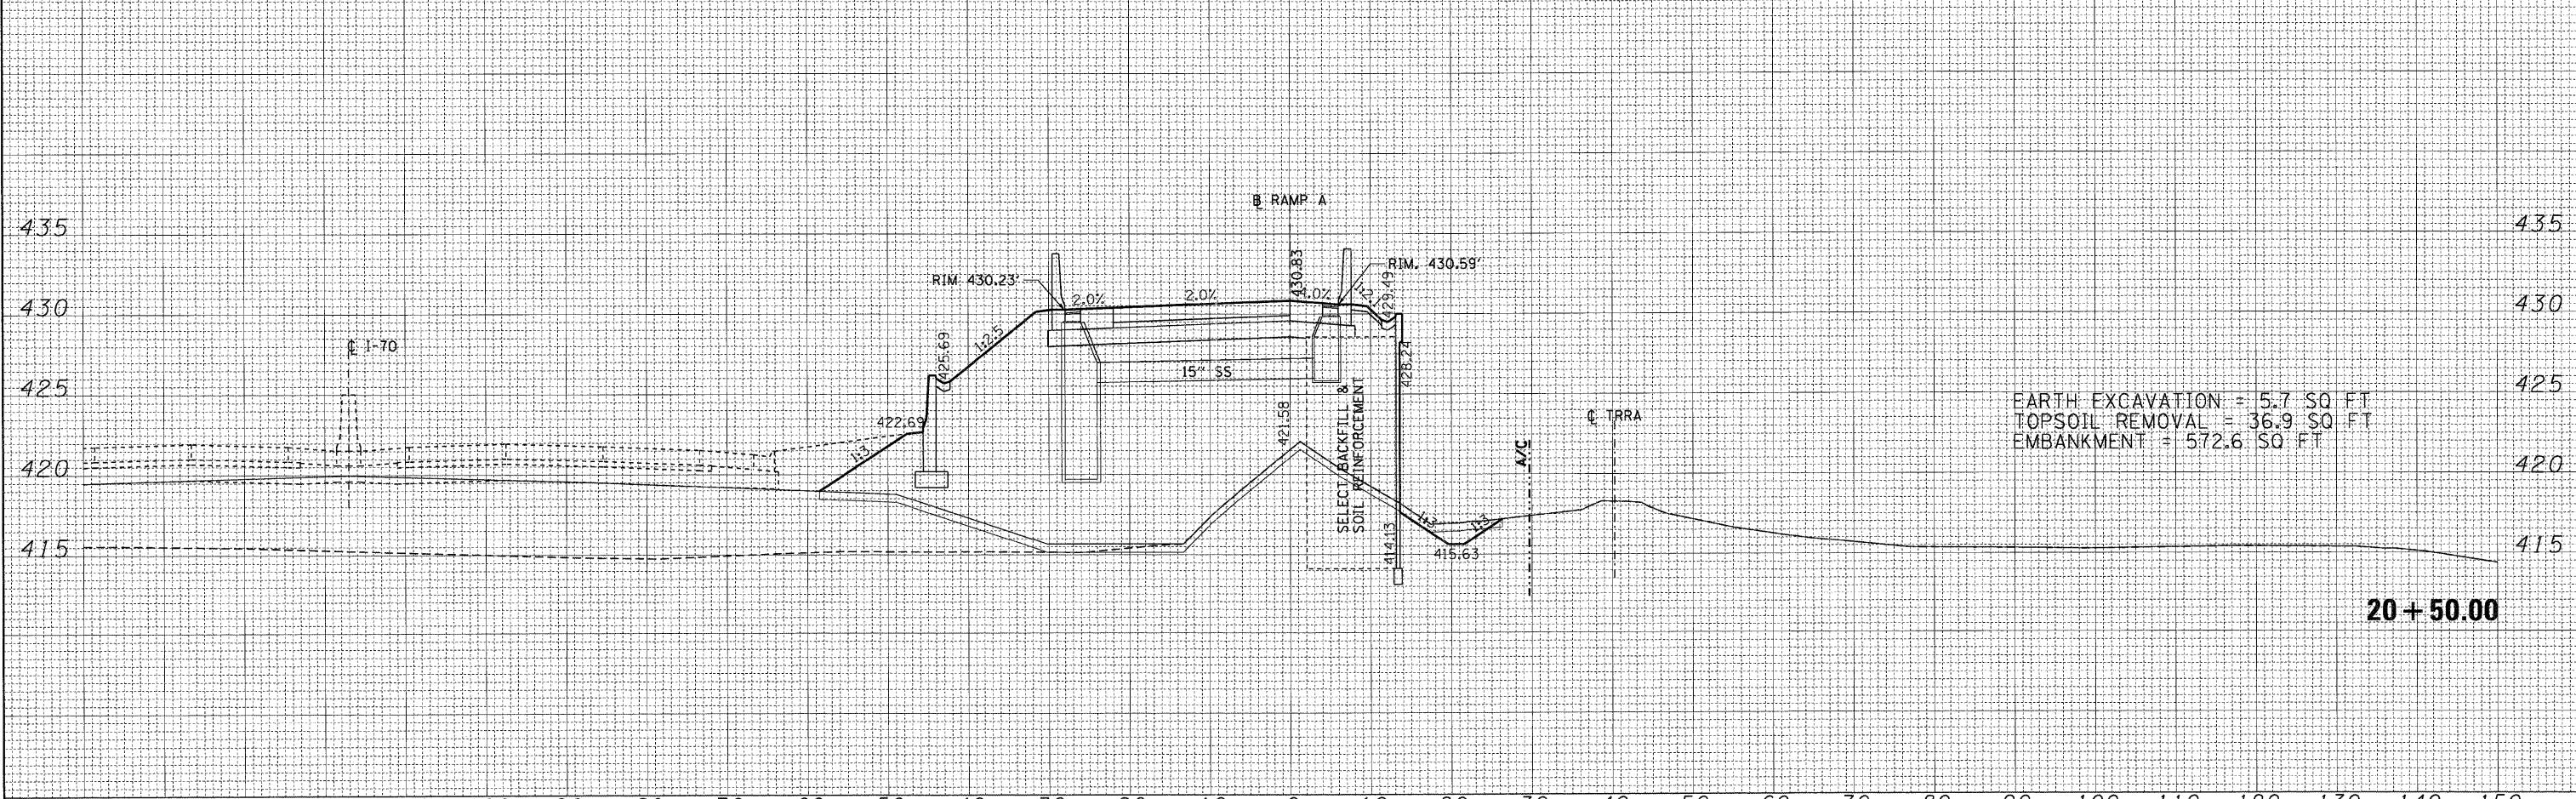 ℄ RAMP A
435
435
430.83
RIM 430.23'
RIM. 430.59'
2.0%
2.0%
4.0%
1:2
429.49
430
430
℄ I-70
425.69
1:2.5
428.24
15" SS
425
425
422.69
421.58
SELECT BACKFILL &
SOIL REINFORCEMENT
℄ TRRA
A/C
EARTH EXCAVATION = 5.7 SQ FT
TOPSOIL REMOVAL = 36.9 SQ FT
EMBANKMENT = 572.6 SQ FT
1:3
420
420
1:3
1:3
414.13
415.63
415
415
20+50.00